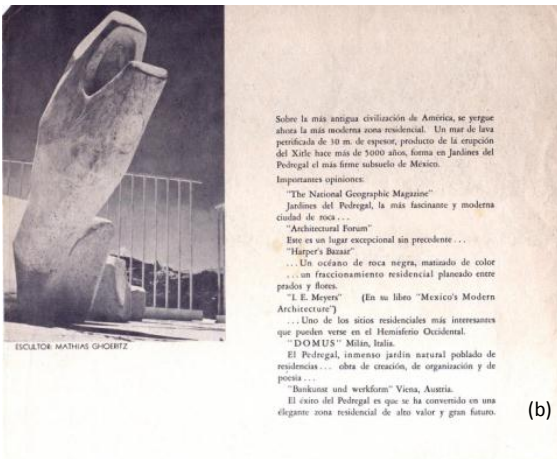 ESCULTOR: MATHIAS GHOERITZ
Sobre la más antigua civilización de América, se yergue
ahora la más moderna zona residencial. Un mar de lava
petrificada de 30 m. de espesor, producto de la erupción
del Xitle hace más de 5000 años, forma en Jardines del
Pedregal el más firme subsuelo de México.
Importantes opiniones:
"The National Geographic Magazine"
Jardines del Pedregal, la más fascinante y moderna
ciudad de roca . . .
"Architectural Forum"
Este es un lugar excepcional sin precedente . . .
"Harper's Bazaar"
. . . Un océano de roca negra, matizado de color
. . . un fraccionamiento residencial planeado entre
prados y flores.
"I. E. Meyers" (En su libro "Mexico's Modern
Architecture")
. . . Uno de los sitios residenciales más interesantes
que pueden verse en el Hemisferio Occidental.
"DOMUS" Milán, Italia.
El Pedregal, inmenso jardín natural poblado de
residencias . . . obra de creación, de organización y de
poesía . . .
"Bankunst und werkform" Viena, Austria.
El éxito del Pedregal es que se ha convertido en una
élegante zona residencial de alto valor y gran futuro.
(b)